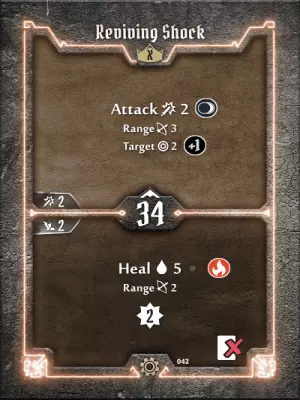 Reviving Shock
X
Attack 2
Range 3
Target 2 +1
2
34
2
Heal 5
Range 2
2
042